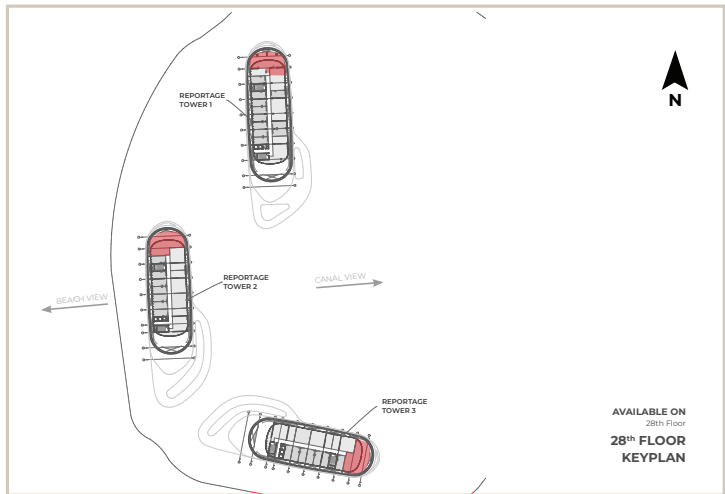 REPORTAGE
TOWER 1
N
REPORTAGE
TOWER 2
CANAL VIEW
BEACH VIEW
REPORTAGE
TOWER 3
AVAILABLE ON
28th Floor
28th FLOOR
KEYPLAN